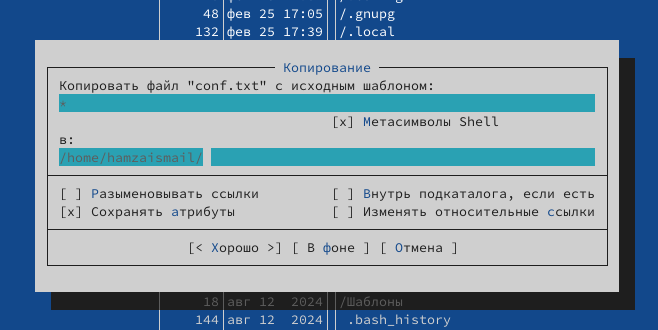 48 фев 25 17:05 /.gnupg
132 фев 25 17:39 /.local
Копирование
Копировать файл "conf.txt" с исходным шаблоном:
*
[x] Метасимволы Shell
в:
/home/hamzaismail/
[ ] Разыменовывать ссылки [ ] Внутрь подкаталога, если есть
[x] Сохранять атрибуты [ ] Изменять относительные ссылки
[< Хорошо >] [ В фоне ] [ Отмена ]
18 авг 12 2024 /Шаблоны
144 авг 12 2024 .bash_history